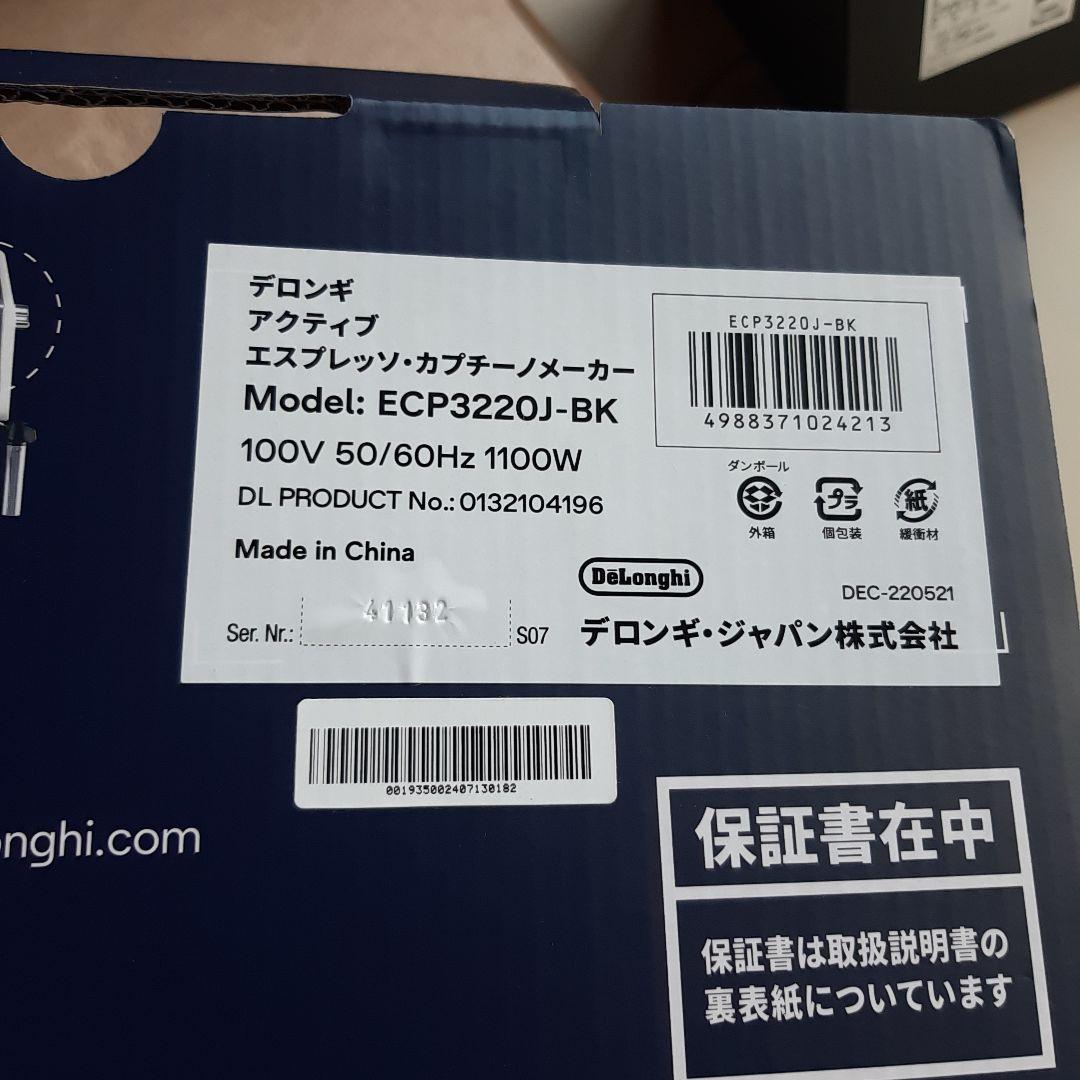 デロンギ
アクティブ
エスプレッソ・カプチーノメーカー
Model: ECP3220J-BK
100V 50/60Hz 1100W
DL PRODUCT No.: 0132104196
Made in China
Ser. Nr.: 41132 S07
ECP3220J-BK
4988371024213
ダンボール
外箱
プラ
個包装
紙
緩衝材
DeLonghi
DEC-220521
デロンギ・ジャパン株式会社
001935002407130182
onghi.com
保証書在中
保証書は取扱説明書の
裏表紙についています